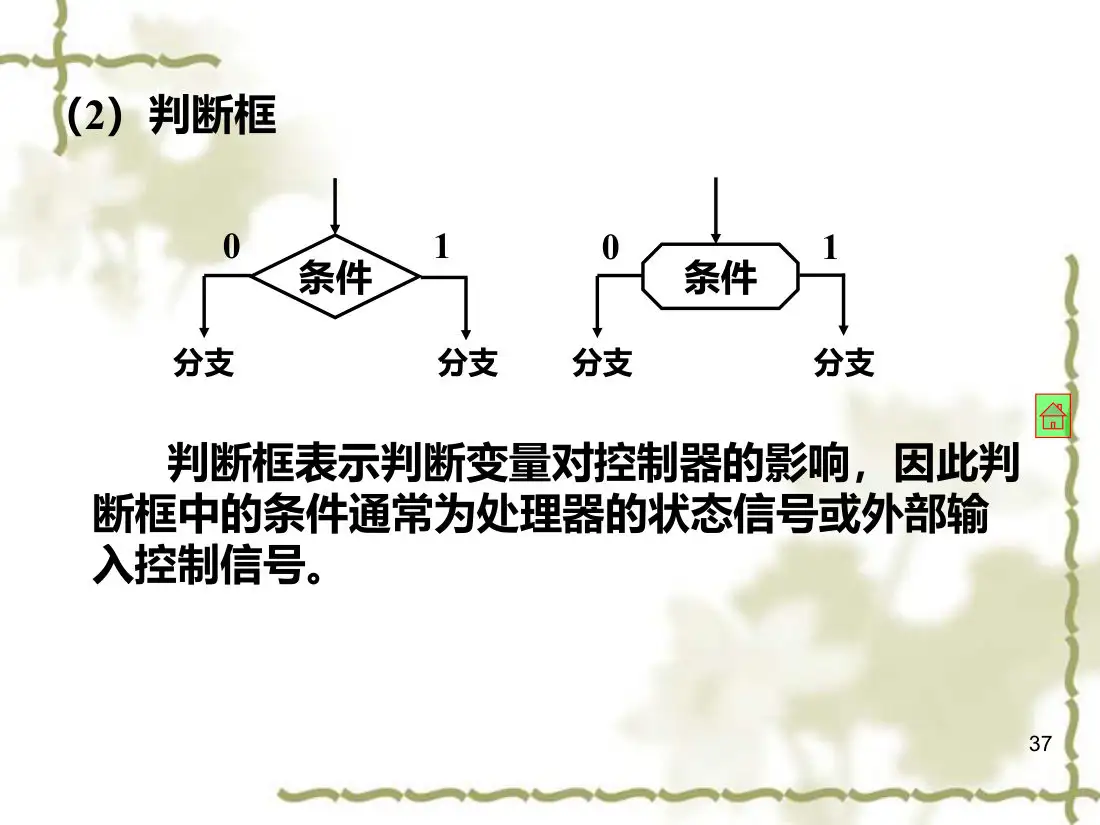 （2）判断框
0 1 0 1
条件 条件
分支 分支 分支 分支
判断框表示判断变量对控制器的影响，因此判
断框中的条件通常为处理器的状态信号或外部输
入控制信号。
37